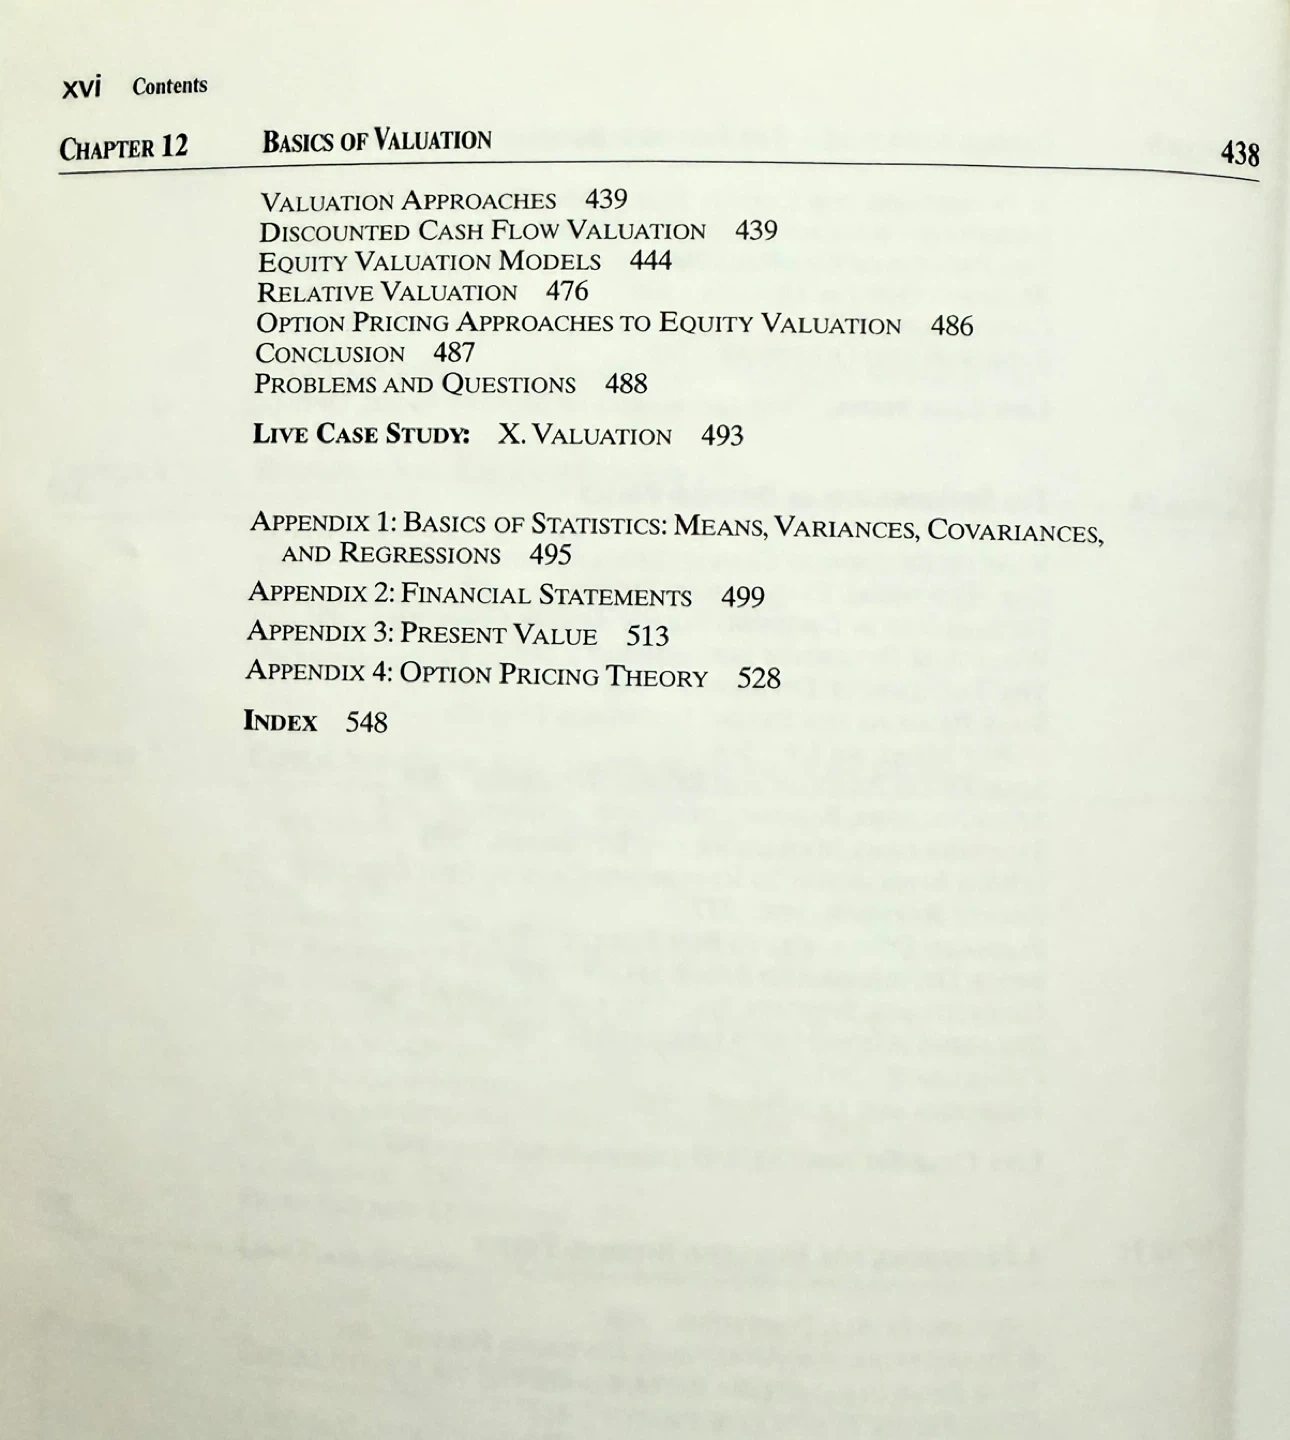 xvi Contents
CHAPTER 12 BASICS OF VALUATION 438
VALUATION APPROACHES 439
DISCOUNTED CASH FLOW VALUATION 439
EQUITY VALUATION MODELS 444
RELATIVE VALUATION 476
OPTION PRICING APPROACHES TO EQUITY VALUATION 486
CONCLUSION 487
PROBLEMS AND QUESTIONS 488
LIVE CASE STUDY: X. VALUATION 493
APPENDIX 1: BASICS OF STATISTICS: MEANS, VARIANCES, COVARIANCES,
AND REGRESSIONS 495
APPENDIX 2: FINANCIAL STATEMENTS 499
APPENDIX 3: PRESENT VALUE 513
APPENDIX 4: OPTION PRICING THEORY 528
INDEX 548